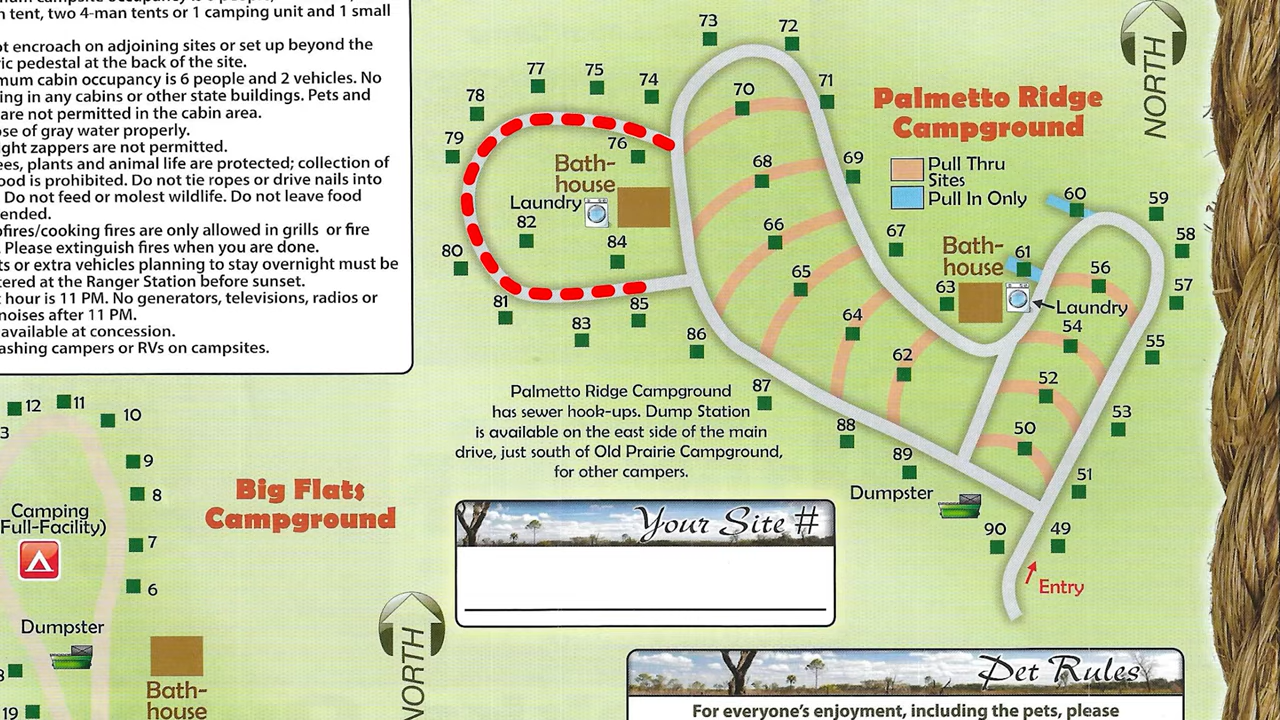 n tent, two 4-man tents or 1 camping unit and 1 small
ot encroach on adjoining sites or set up beyond the
ric pedestal at the back of the site.
mum cabin occupancy is 6 people and 2 vehicles. No
ing in any cabins or other state buildings. Pets and
are not permitted in the cabin area.
ose of gray water properly.
ght zappers are not permitted.
ees, plants and animal life are protected; collection of
ood is prohibited. Do not tie ropes or drive nails into
Do not feed or molest wildlife. Do not leave food
ended.
fires/cooking fires are only allowed in grills or fire
. Please extinguish fires when you are done.
ts or extra vehicles planning to stay overnight must be
tered at the Ranger Station before sunset.
t hour is 11 PM. No generators, televisions, radios or
noises after 11 PM.
available at concession.
ashing campers or RVs on campsites.
73
72
NORTH
77
75
74
71
70
78
Palmetto Ridge
Campground
79
76
Bath-
house
Laundry
68
69
Pull Thru
Sites
Pull In Only
60
59
82
84
66
67
Bath-
house
61
58
80
65
63
56
57
Laundry
81
85
83
64
54
55
86
62
52
Palmetto Ridge Campground
has sewer hook-ups. Dump Station
is available on the east side of the main
drive, just south of Old Prairie Campground,
for other campers.
87
88
89
53
50
51
Dumpster
90
49
Entry
12
11
10
3
9
8
7
6
Big Flats
Campground
Camping
(Full-Facility)
Dumpster
8
19
Bath-
house
NORTH
Your Site #
Pet Rules
For everyone's enjoyment, including the pets, please